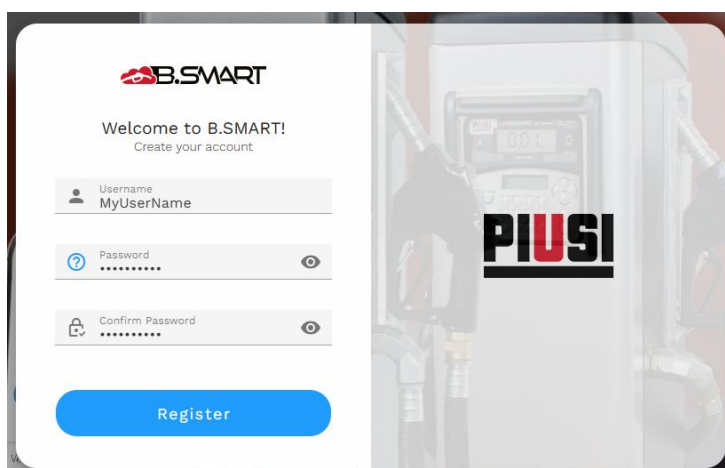 B.SMART
Welcome to B.SMART!
Create your account
Username
MyUserName
Password
••••••••••
Confirm Password
••••••••••
Register
PIUSI